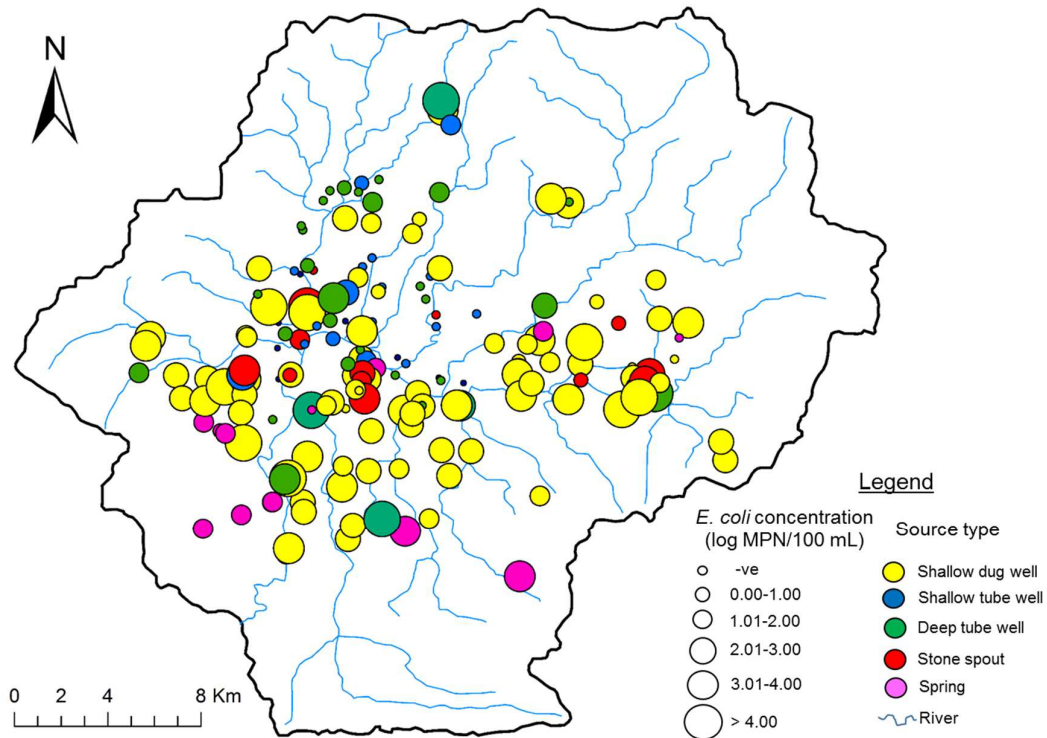 N
Legend
E. coli concentration
(log MPN/100 mL)
-ve
0.00-1.00
1.01-2.00
2.01-3.00
3.01-4.00
> 4.00
Source type
Shallow dug well
Shallow tube well
Deep tube well
Stone spout
Spring
River
0 2 4 8 Km